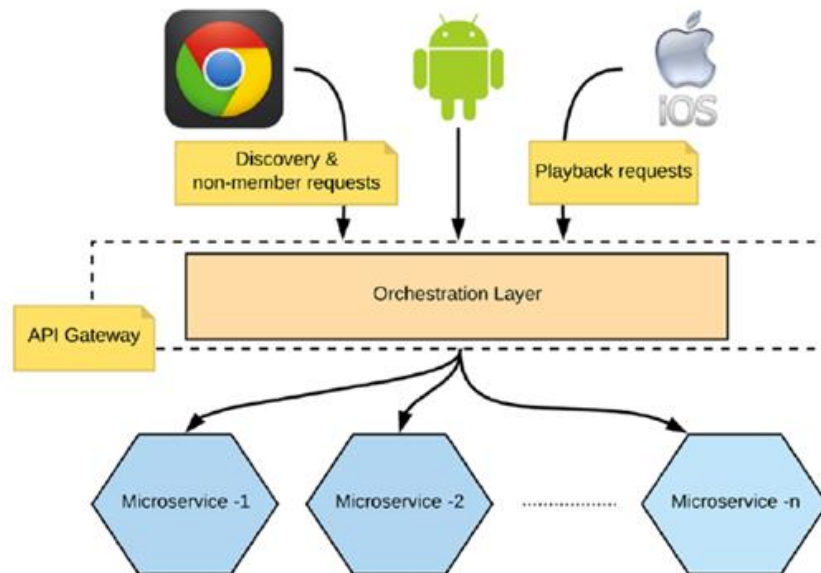 iOS
Discovery &
non-member requests
Playback requests
Orchestration Layer
API Gateway
Microservice -1
Microservice -2
Microservice -n